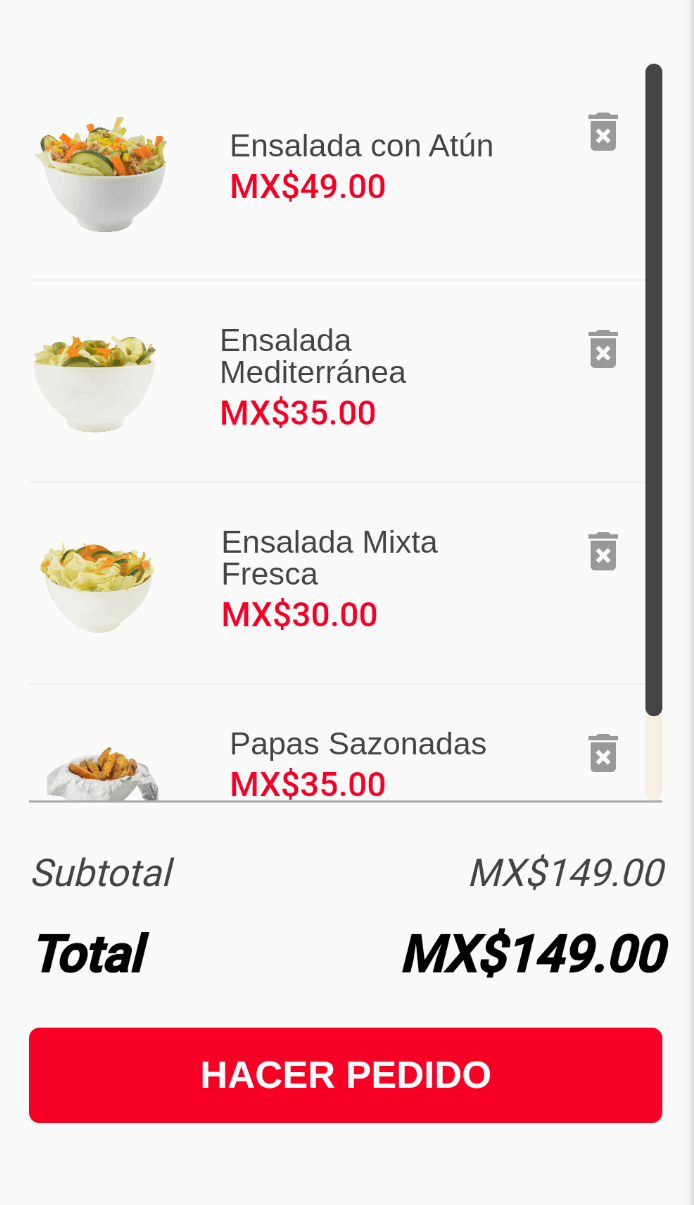 Ensalada con Atún
MX$49.00
Ensalada
Mediterránea
MX$35.00
Ensalada Mixta
Fresca
MX$30.00
Papas Sazonadas
MX$35.00
Subtotal MX$149.00
Total MX$149.00
HACER PEDIDO